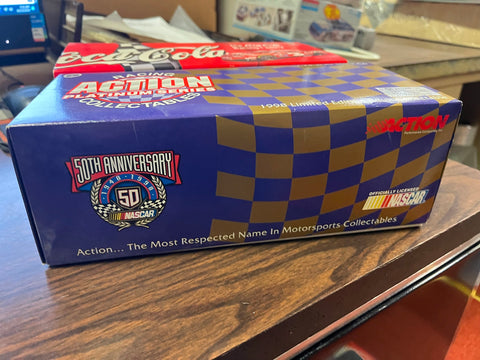 Coca-Cola
RACING
ACTION
PLATINUM SERIES
COLLECTABLES
1998 Limited Edition
ACTION
50TH ANNIVERSARY
1948-1998
50
NASCAR
OFFICIALLY LICENSED
NASCAR
Action... The Most Respected Name In Motorsports Collectables